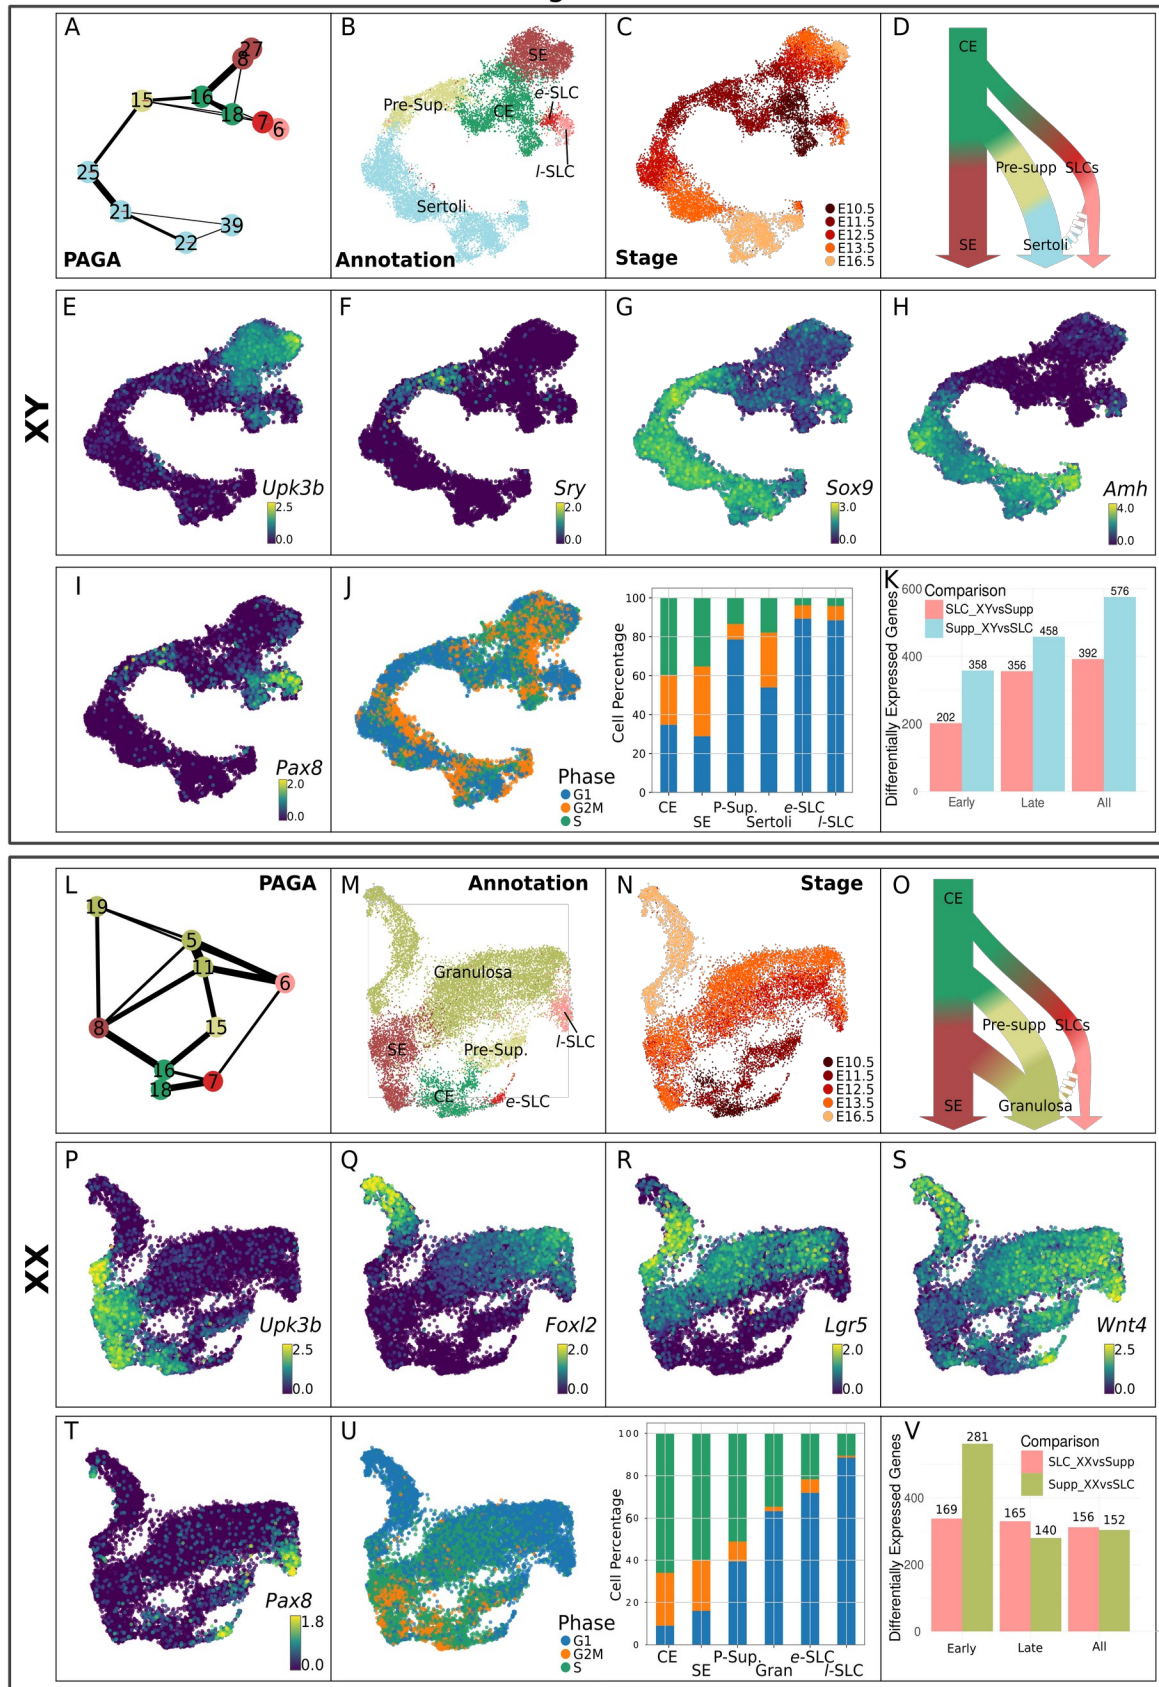 XY
A
27
8
16
15
18
7
6
25
21
39
22
PAGA
B
SE
e-SLC
Pre-Sup.
CE
l-SLC
Sertoli
Annotation
C
E10.5
E11.5
E12.5
E13.5
E16.5
Stage
D
CE
Pre-supp
SLCs
SE
Sertoli
E
Upk3b
2.5
0.0
F
Sry
2.0
0.0
G
Sox9
3.0
0.0
H
Amh
4.0
0.0
I
Pax8
2.0
0.0
J
Phase
G1
G2M
S
Cell Percentage
100
80
60
40
20
0
CE
SE
P-Sup.
Sertoli
e-SLC
l-SLC
K
Differentially Expressed Genes
600
400
200
0
Comparison
SLC_XYvsSupp
Supp_XYvsSLC
202
358
356
458
392
576
Early
Late
All
XX
L
PAGA
19
5
11
6
8
15
16
18
7
M
Annotation
Granulosa
SE
Pre-Sup.
l-SLC
CE
e-SLC
N
Stage
E10.5
E11.5
E12.5
E13.5
E16.5
O
CE
Pre-supp
SLCs
SE
Granulosa
P
Upk3b
2.5
0.0
Q
Foxl2
2.0
0.0
R
Lgr5
2.0
0.0
S
Wnt4
2.5
0.0
T
Pax8
1.8
0.0
U
Phase
G1
G2M
S
Cell Percentage
100
80
60
40
20
0
CE
SE
P-Sup.
Gran
e-SLC
l-SLC
V
Differentially Expressed Genes
400
200
0
Comparison
SLC_XXvsSupp
Supp_XXvsSLC
169
281
165
140
156
152
Early
Late
All